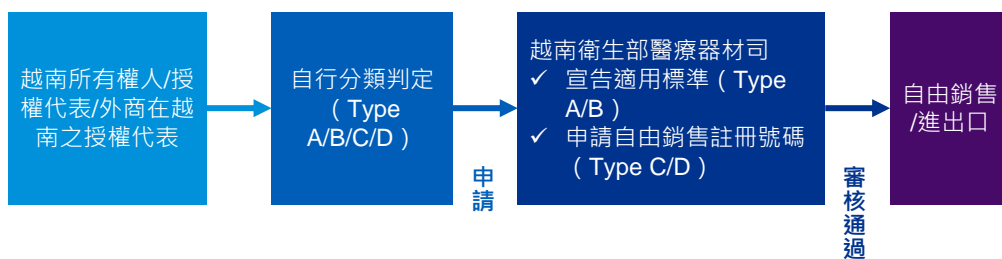 越南所有權人/授
權代表/外商在越
南之授權代表
自行分類判定
（Type
A/B/C/D）
申
請
越南衛生部醫療器材司
✓ 宣告適用標準（Type
A/B）
✓ 申請自由銷售註冊號碼
（Type C/D）
審
核
通
過
自由銷售
/進出口